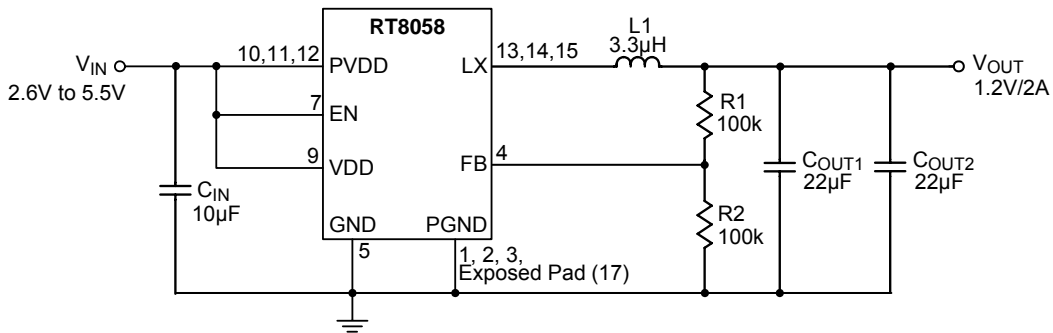 RT8058
VIN
2.6V to 5.5V
10,11,12
PVDD
7
EN
9
VDD
CIN
10µF
GND
5
PGND
1, 2, 3,
Exposed Pad (17)
LX
13,14,15
L1
3.3µH
FB
4
R1
100k
R2
100k
COUT1
22µF
COUT2
22µF
VOUT
1.2V/2A